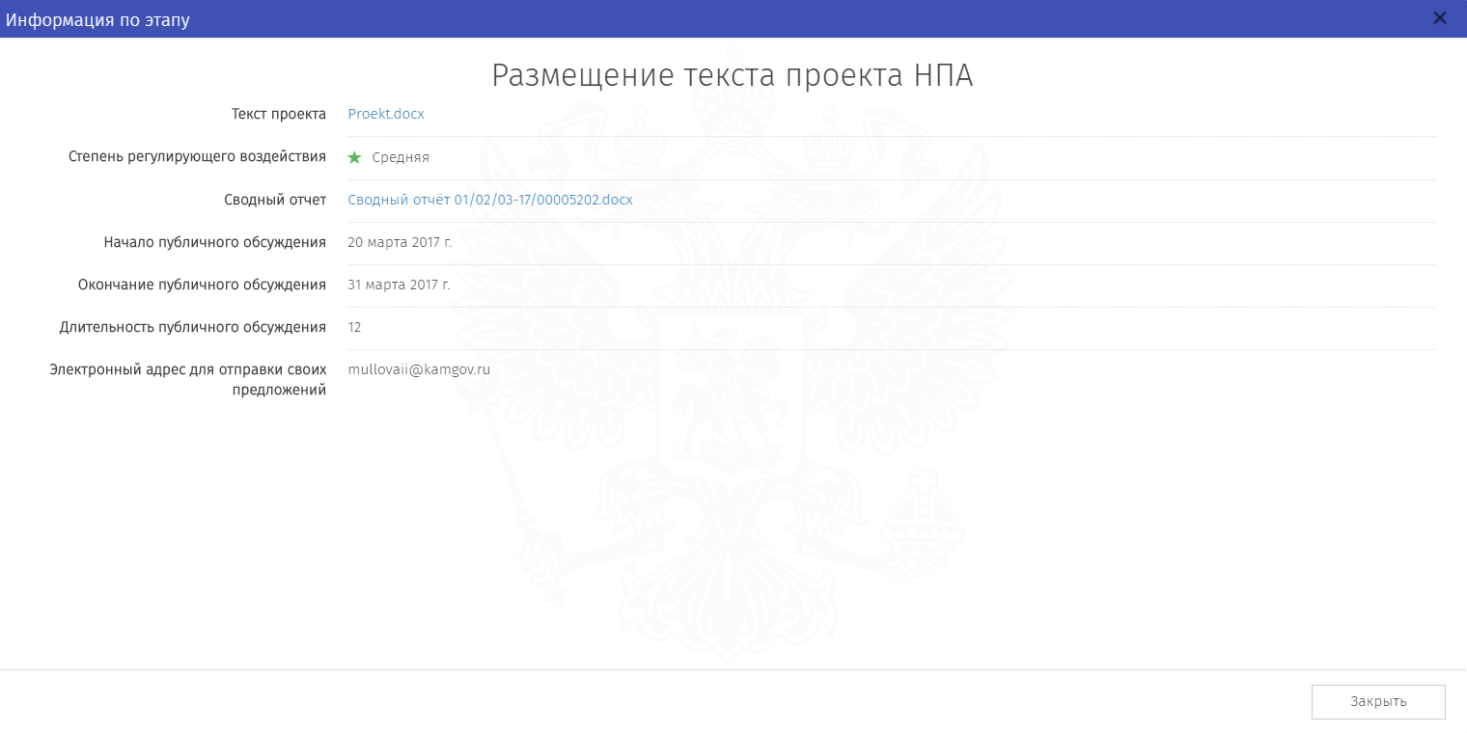 Информация по этапу
Размещение текста проекта НПА
Текст проекта Proekt.docx
Степень регулирующего воздействия Средняя
Сводный отчет Сводный отчёт 01/02/03-17/00005202.docx
Начало публичного обсуждения 20 марта 2017 г.
Окончание публичного обсуждения 31 марта 2017 г.
Длительность публичного обсуждения 12
Электронный адрес для отправки своих mullovaii@kamgov.ru
предложений
Закрыть